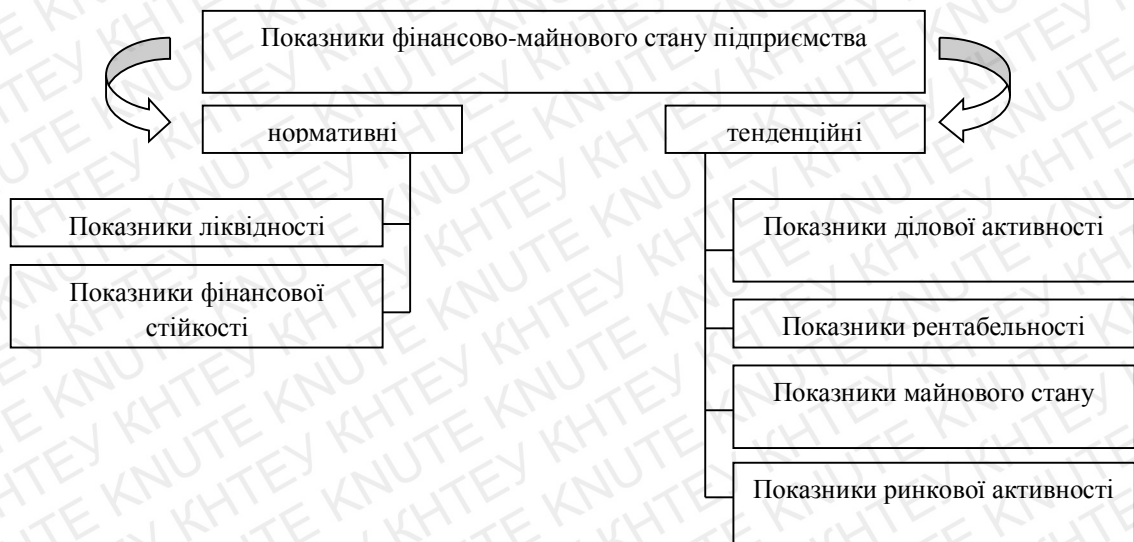 Показники фінансово-майнового стану підприємства
нормативні
тенденційні
Показники ліквідності
Показники фінансової
стійкості
Показники ділової активності
Показники рентабельності
Показники майнового стану
Показники ринкової активності